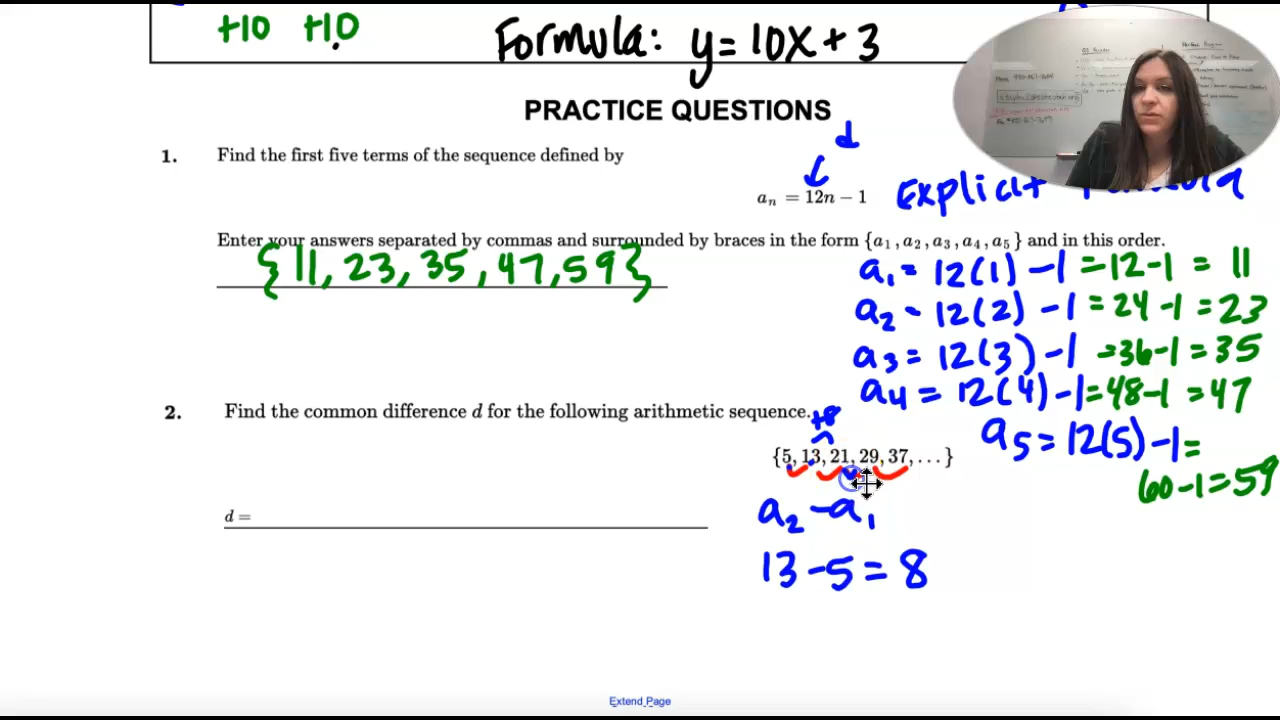 +10 +10
Formula: y = 10x + 3
PRACTICE QUESTIONS
d
1. Find the first five terms of the sequence defined by
aₙ = 12n − 1
Explicit
Enter your answers separated by commas and surrounded by braces in the form {a₁, a₂, a₃, a₄, a₅} and in this order.
{11, 23, 35, 47, 59}
a₁ = 12(1) − 1 = 12 − 1 = 11
a₂ = 12(2) − 1 = 24 − 1 = 23
a₃ = 12(3) − 1 = 36 − 1 = 35
a₄ = 12(4) − 1 = 48 − 1 = 47
a₅ = 12(5) − 1 =
60 − 1 = 59
2. Find the common difference d for the following arithmetic sequence.
+8
{5, 13, 21, 29, 37, . . . }
a₂ − a₁
d =
13 − 5 = 8
Extend Page